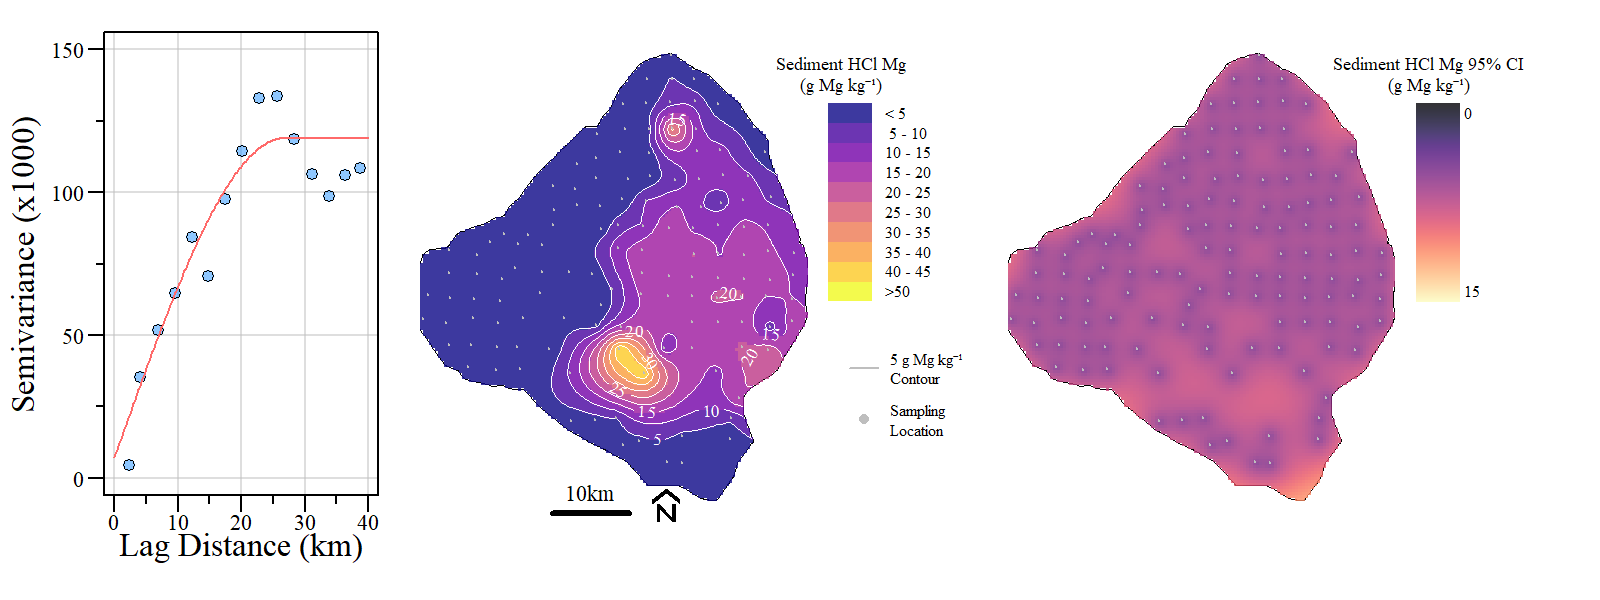 150
100
50
0
Semivariance (x1000)
0 10 20 30 40
Lag Distance (km)
15
20
15
20
20
30
25
15
10
5
10km
N
Sediment HCl Mg
(g Mg kg⁻¹)
< 5
5 - 10
10 - 15
15 - 20
20 - 25
25 - 30
30 - 35
35 - 40
40 - 45
>50
5 g Mg kg⁻¹
Contour
Sampling
Location
Sediment HCl Mg 95% CI
(g Mg kg⁻¹)
0
15